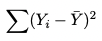 ∑(Yᵢ − Ȳ)²